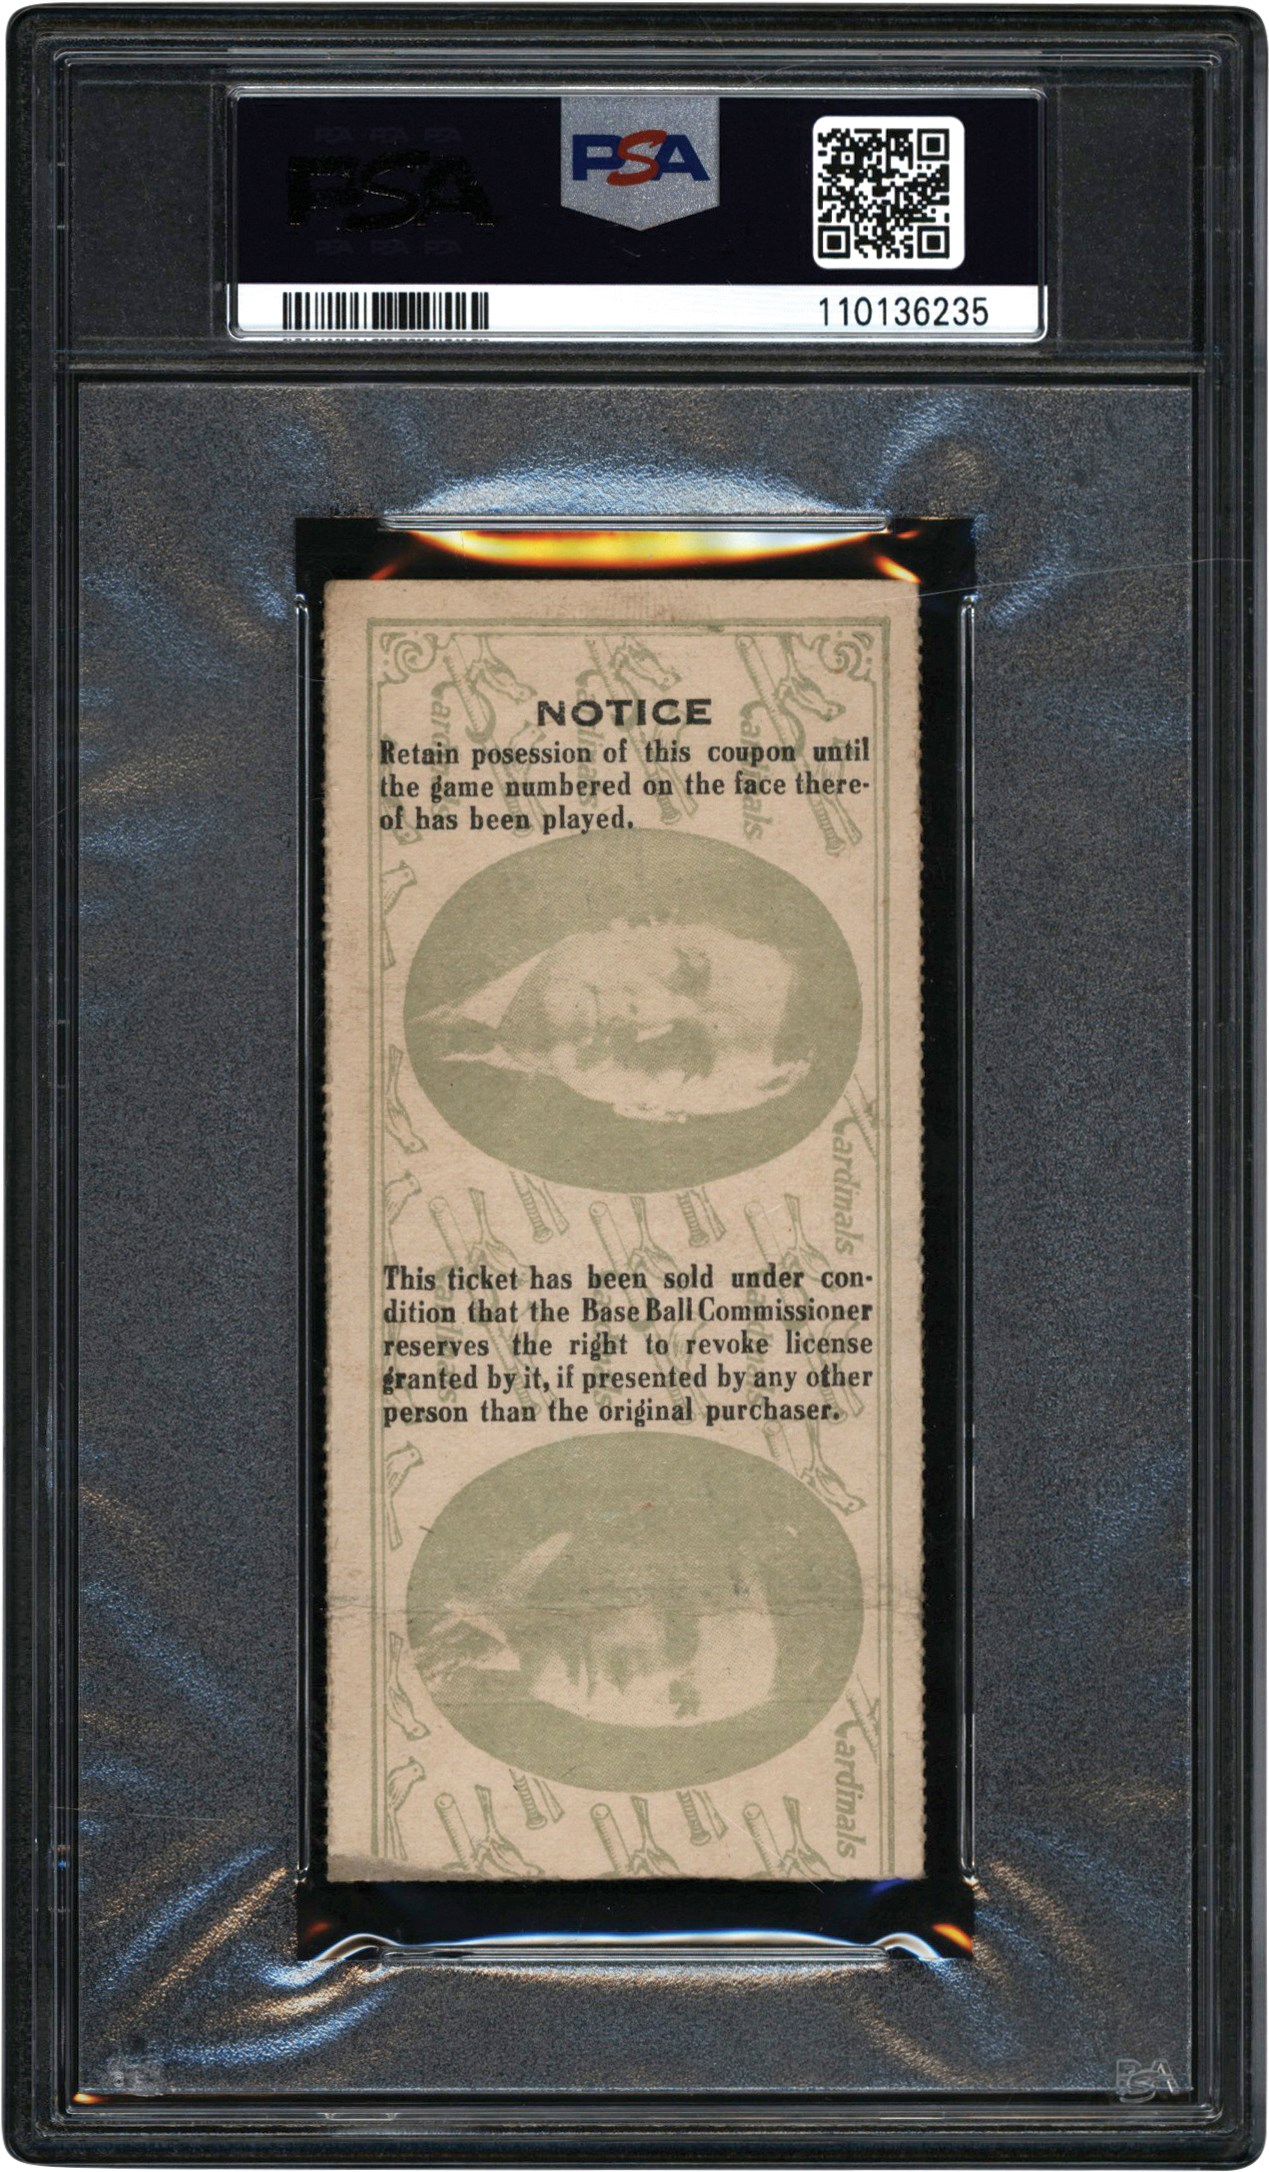 PSA
PSA
110136235
NOTICE
Retain posession of this coupon until
the game numbered on the face there-
of has been played.
Cardinals
Cardinals
This ticket has been sold under con-
dition that the Base Ball Commissioner
reserves the right to revoke license
granted by it, if presented by any other
person than the original purchaser.
Cardinals
PSA